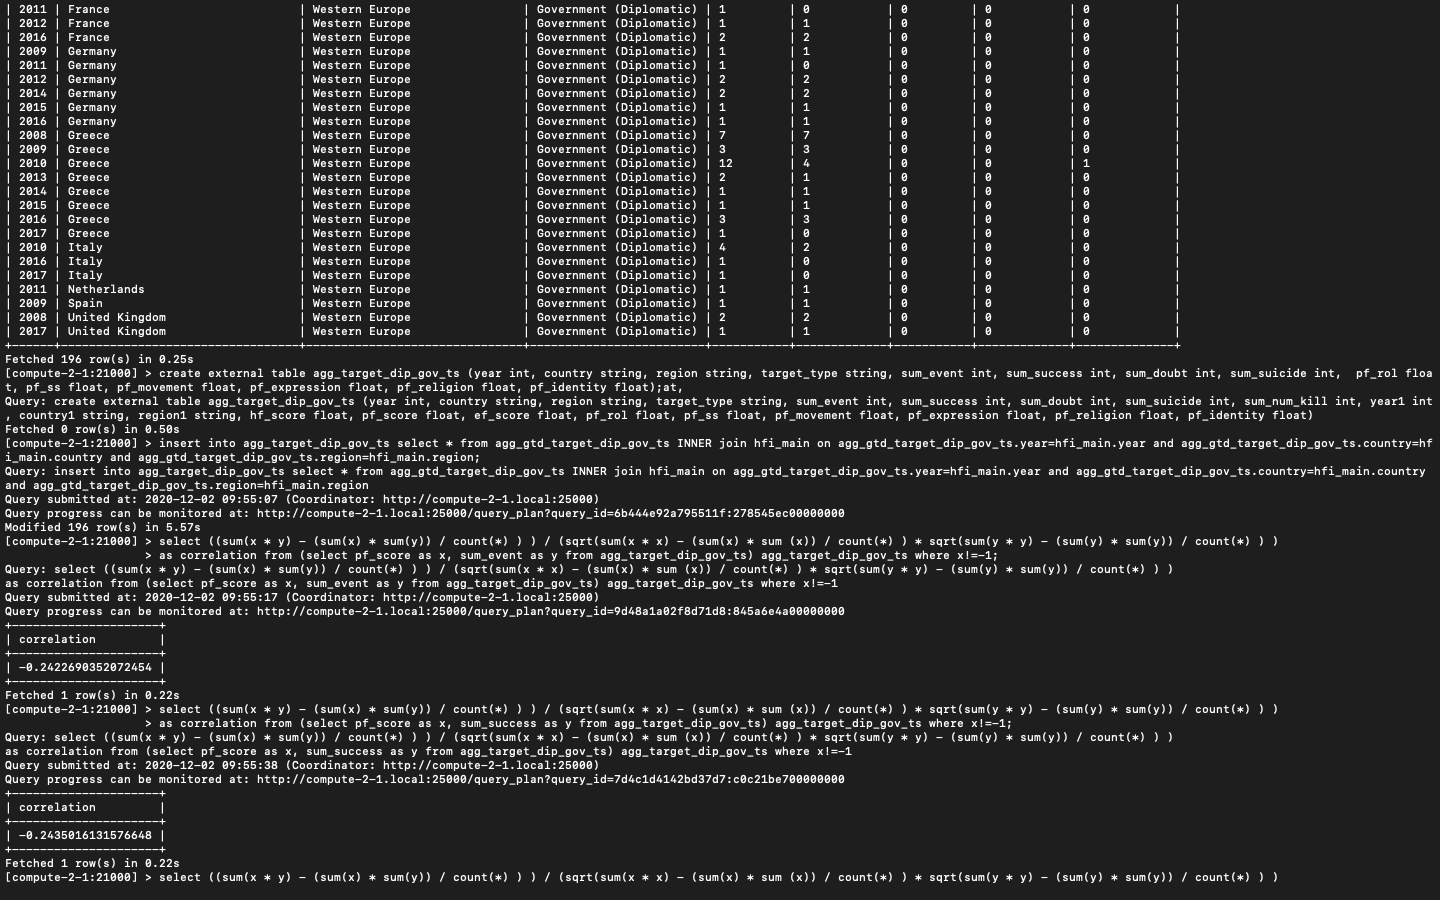 | 2011 | France | Western Europe | Government (Diplomatic) | 1 | 0 | 0 | 0 | 0 |
| 2012 | France | Western Europe | Government (Diplomatic) | 1 | 1 | 0 | 0 | 0 |
| 2016 | France | Western Europe | Government (Diplomatic) | 2 | 2 | 0 | 0 | 0 |
| 2009 | Germany | Western Europe | Government (Diplomatic) | 1 | 1 | 0 | 0 | 0 |
| 2011 | Germany | Western Europe | Government (Diplomatic) | 1 | 0 | 0 | 0 | 0 |
| 2012 | Germany | Western Europe | Government (Diplomatic) | 2 | 2 | 0 | 0 | 0 |
| 2014 | Germany | Western Europe | Government (Diplomatic) | 2 | 2 | 0 | 0 | 0 |
| 2015 | Germany | Western Europe | Government (Diplomatic) | 1 | 1 | 0 | 0 | 0 |
| 2016 | Germany | Western Europe | Government (Diplomatic) | 1 | 1 | 0 | 0 | 0 |
| 2008 | Greece | Western Europe | Government (Diplomatic) | 7 | 7 | 0 | 0 | 0 |
| 2009 | Greece | Western Europe | Government (Diplomatic) | 3 | 3 | 0 | 0 | 0 |
| 2010 | Greece | Western Europe | Government (Diplomatic) | 12 | 4 | 0 | 0 | 1 |
| 2013 | Greece | Western Europe | Government (Diplomatic) | 2 | 1 | 0 | 0 | 0 |
| 2014 | Greece | Western Europe | Government (Diplomatic) | 1 | 1 | 0 | 0 | 0 |
| 2015 | Greece | Western Europe | Government (Diplomatic) | 1 | 1 | 0 | 0 | 0 |
| 2016 | Greece | Western Europe | Government (Diplomatic) | 3 | 3 | 0 | 0 | 0 |
| 2017 | Greece | Western Europe | Government (Diplomatic) | 1 | 0 | 0 | 0 | 0 |
| 2010 | Italy | Western Europe | Government (Diplomatic) | 4 | 2 | 0 | 0 | 0 |
| 2016 | Italy | Western Europe | Government (Diplomatic) | 1 | 0 | 0 | 0 | 0 |
| 2017 | Italy | Western Europe | Government (Diplomatic) | 1 | 0 | 0 | 0 | 0 |
| 2011 | Netherlands | Western Europe | Government (Diplomatic) | 1 | 1 | 0 | 0 | 0 |
| 2009 | Spain | Western Europe | Government (Diplomatic) | 1 | 1 | 0 | 0 | 0 |
| 2008 | United Kingdom | Western Europe | Government (Diplomatic) | 2 | 2 | 0 | 0 | 0 |
| 2017 | United Kingdom | Western Europe | Government (Diplomatic) | 1 | 1 | 0 | 0 | 0 |
Fetched 196 row(s) in 0.25s
[compute-2-1:21000] > create external table agg_target_dip_gov_ts (year int, country string, region string, target_type string, sum_event int, sum_success int, sum_doubt int, sum_suicide int,  pf_rol floa
t, pf_ss float, pf_movement float, pf_expression float, pf_religion float, pf_identity float);at,
Query: create external table agg_target_dip_gov_ts (year int, country string, region string, target_type string, sum_event int, sum_success int, sum_doubt int, sum_suicide int, sum_num_kill int, year1 int
, country1 string, region1 string, hf_score float, pf_score float, ef_score float, pf_rol float, pf_ss float, pf_movement float, pf_expression float, pf_religion float, pf_identity float)
Fetched 0 row(s) in 0.50s
[compute-2-1:21000] > insert into agg_target_dip_gov_ts select * from agg_gtd_target_dip_gov_ts INNER join hfi_main on agg_gtd_target_dip_gov_ts.year=hfi_main.year and agg_gtd_target_dip_gov_ts.country=hf
i_main.country and agg_gtd_target_dip_gov_ts.region=hfi_main.region;
Query: insert into agg_target_dip_gov_ts select * from agg_gtd_target_dip_gov_ts INNER join hfi_main on agg_gtd_target_dip_gov_ts.year=hfi_main.year and agg_gtd_target_dip_gov_ts.country=hfi_main.country
and agg_gtd_target_dip_gov_ts.region=hfi_main.region
Query submitted at: 2020-12-02 09:55:07 (Coordinator: http://compute-2-1.local:25000)
Query progress can be monitored at: http://compute-2-1.local:25000/query_plan?query_id=6b444e92a795511f:278545ec00000000
Modified 196 row(s) in 5.57s
[compute-2-1:21000] > select ((sum(x * y) - (sum(x) * sum(y)) / count(*) ) ) / (sqrt(sum(x * x) - (sum(x) * sum (x)) / count(*) ) * sqrt(sum(y * y) - (sum(y) * sum(y)) / count(*) ) )
> as correlation from (select pf_score as x, sum_event as y from agg_target_dip_gov_ts) agg_target_dip_gov_ts where x!=-1;
Query: select ((sum(x * y) - (sum(x) * sum(y)) / count(*) ) ) / (sqrt(sum(x * x) - (sum(x) * sum (x)) / count(*) ) * sqrt(sum(y * y) - (sum(y) * sum(y)) / count(*) ) )
as correlation from (select pf_score as x, sum_event as y from agg_target_dip_gov_ts) agg_target_dip_gov_ts where x!=-1
Query submitted at: 2020-12-02 09:55:17 (Coordinator: http://compute-2-1.local:25000)
Query progress can be monitored at: http://compute-2-1.local:25000/query_plan?query_id=9d48a1a02f8d71d8:845a6e4a00000000
| correlation |
| -0.2422690352072454 |
Fetched 1 row(s) in 0.22s
[compute-2-1:21000] > select ((sum(x * y) - (sum(x) * sum(y)) / count(*) ) ) / (sqrt(sum(x * x) - (sum(x) * sum (x)) / count(*) ) * sqrt(sum(y * y) - (sum(y) * sum(y)) / count(*) ) )
> as correlation from (select pf_score as x, sum_success as y from agg_target_dip_gov_ts) agg_target_dip_gov_ts where x!=-1;
Query: select ((sum(x * y) - (sum(x) * sum(y)) / count(*) ) ) / (sqrt(sum(x * x) - (sum(x) * sum (x)) / count(*) ) * sqrt(sum(y * y) - (sum(y) * sum(y)) / count(*) ) )
as correlation from (select pf_score as x, sum_success as y from agg_target_dip_gov_ts) agg_target_dip_gov_ts where x!=-1
Query submitted at: 2020-12-02 09:55:38 (Coordinator: http://compute-2-1.local:25000)
Query progress can be monitored at: http://compute-2-1.local:25000/query_plan?query_id=7d4c1d4142bd37d7:c0c21be700000000
| correlation |
| -0.2435016131576648 |
Fetched 1 row(s) in 0.22s
[compute-2-1:21000] > select ((sum(x * y) - (sum(x) * sum(y)) / count(*) ) ) / (sqrt(sum(x * x) - (sum(x) * sum (x)) / count(*) ) * sqrt(sum(y * y) - (sum(y) * sum(y)) / count(*) ) )